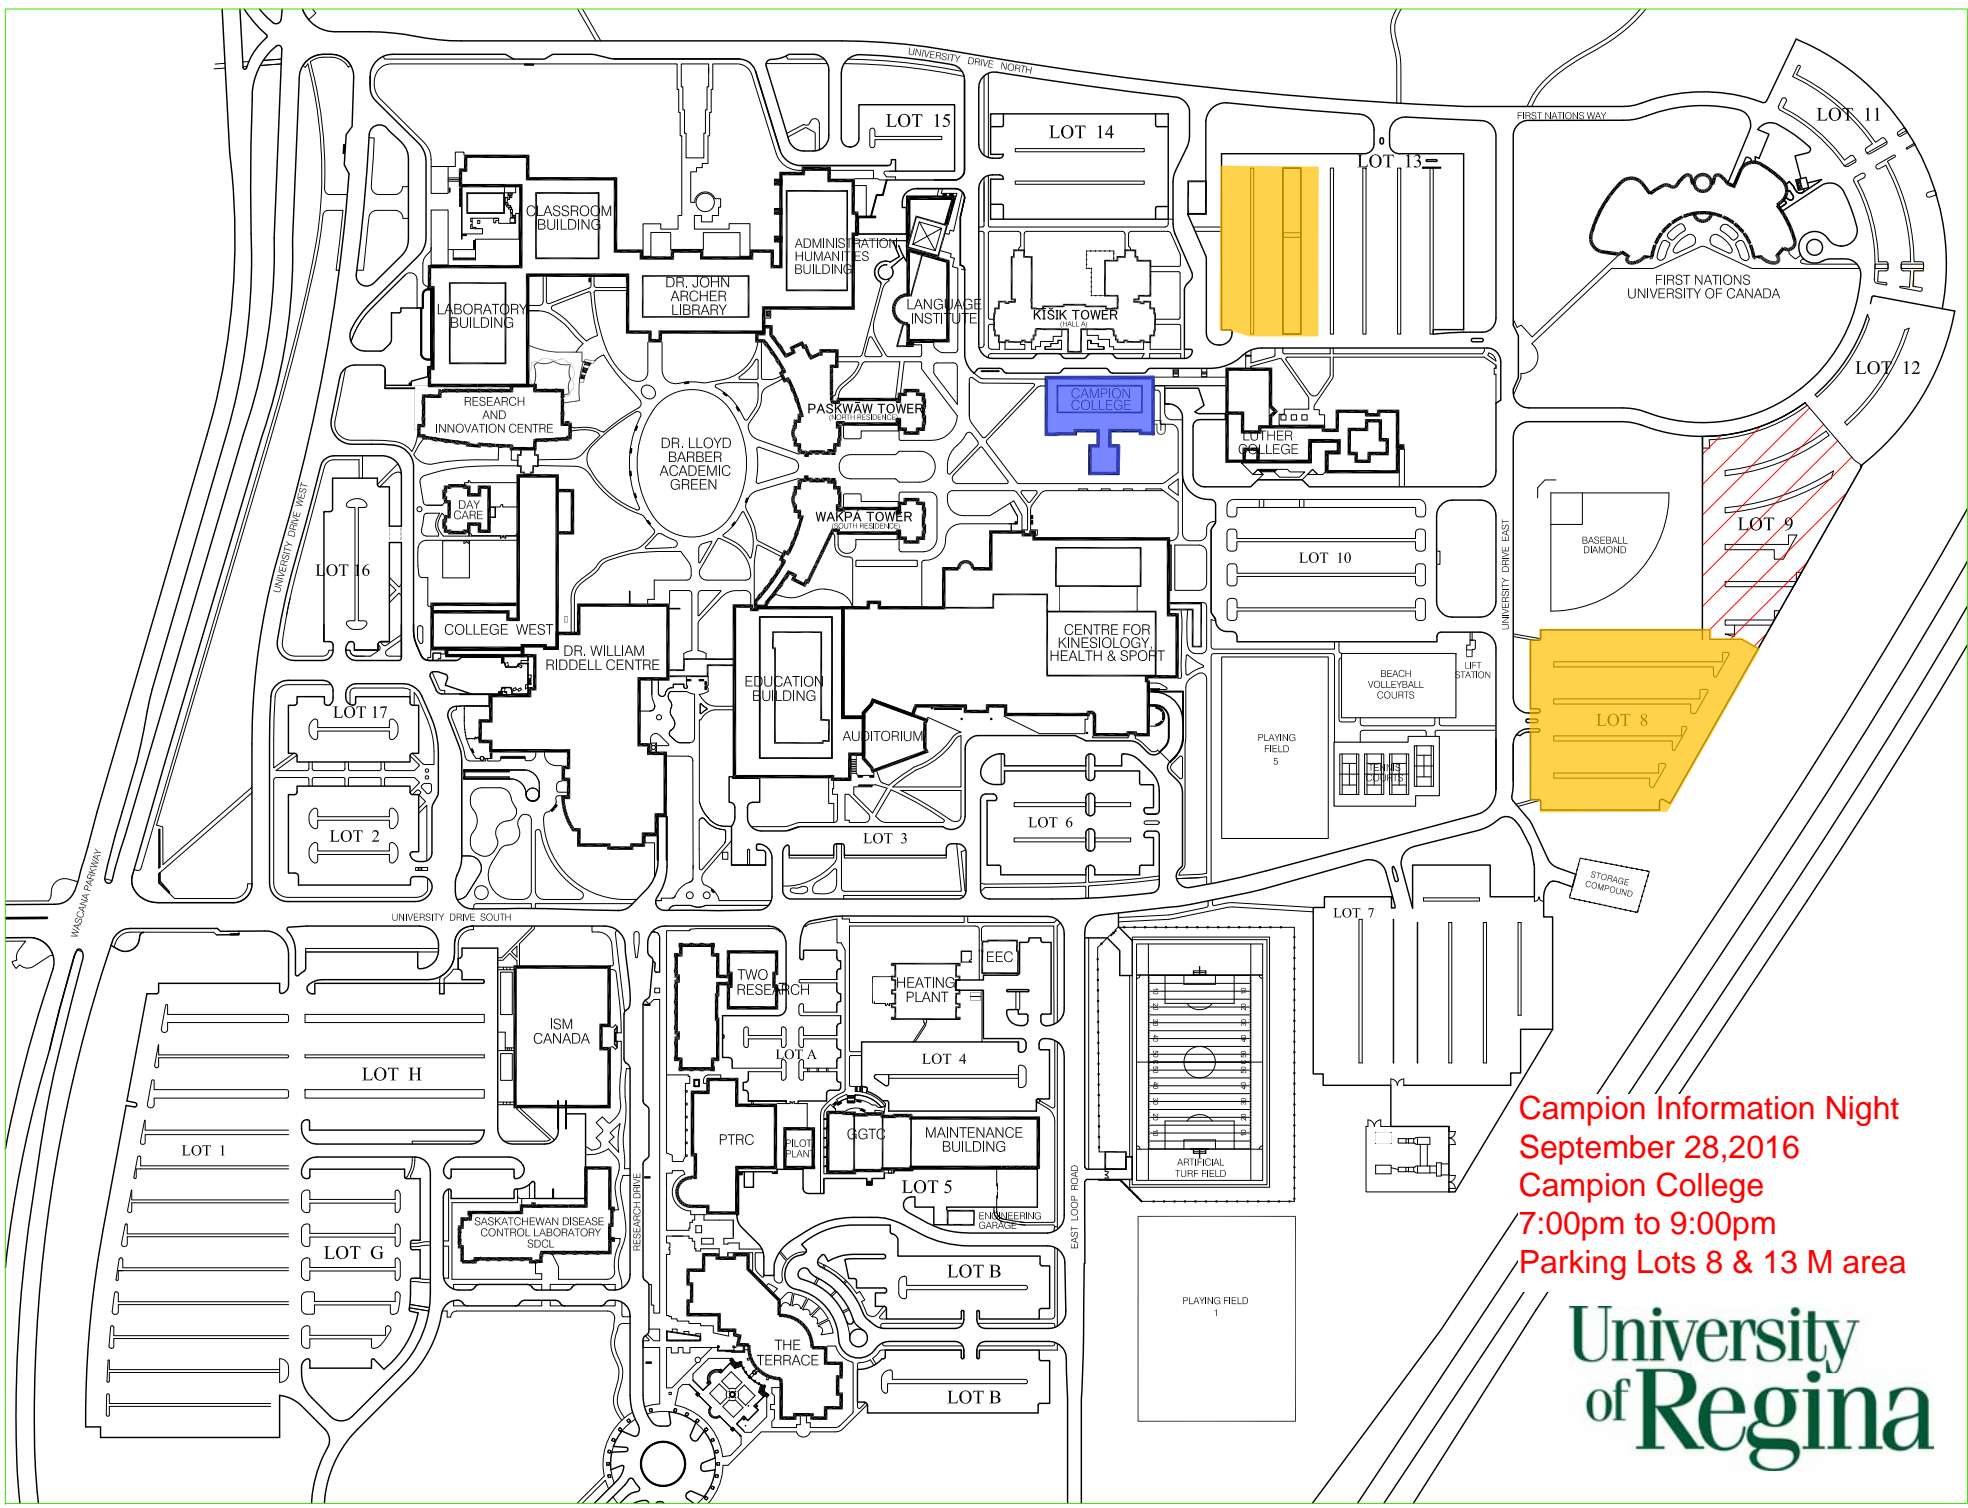 UNIVERSITY DRIVE NORTH
FIRST NATIONS WAY
LOT 11
LOT 15
LOT 14
LOT 13
CLASSROOM
BUILDING
ADMINISTRATION
HUMANITIES
BUILDING
DR. JOHN
ARCHER
LIBRARY
LABORATORY
BUILDING
LANGUAGE
INSTITUTE
KĪŠIK TOWER
(HALL A)
FIRST NATIONS
UNIVERSITY OF CANADA
LOT 12
RESEARCH
AND
INNOVATION CENTRE
PASKWĀW TOWER
(NORTH RESIDENCE)
CAMPION
COLLEGE
LUTHER
COLLEGE
DR. LLOYD
BARBER
ACADEMIC
GREEN
DAY
CARE
WAKPÁ TOWER
(SOUTH RESIDENCE)
UNIVERSITY DRIVE WEST
LOT 16
LOT 10
UNIVERSITY DRIVE EAST
BASEBALL
DIAMOND
LOT 9
COLLEGE WEST
DR. WILLIAM
RIDDELL CENTRE
CENTRE FOR
KINESIOLOGY,
HEALTH & SPORT
EDUCATION
BUILDING
AUDITORIUM
BEACH
VOLLEYBALL
COURTS
LIFT
STATION
LOT 8
LOT 17
PLAYING
FIELD
5
TENNIS
COURTS
LOT 2
LOT 3
LOT 6
STORAGE
COMPOUND
WASCANA PARKWAY
UNIVERSITY DRIVE SOUTH
LOT 7
TWO
RESEARCH
HEATING
PLANT
EEC
ISM
CANADA
LOT A
LOT 4
LOT H
LOT 1
PTRC
PILOT
PLANT
GGTC
MAINTENANCE
BUILDING
ARTIFICIAL
TURF FIELD
LOT 5
ENGINEERING
GARAGE
EAST LOOP ROAD
RESEARCH DRIVE
SASKATCHEWAN DISEASE
CONTROL LABORATORY
SDCL
LOT G
LOT B
THE
TERRACE
LOT B
PLAYING FIELD
1
Campion Information Night
September 28,2016
Campion College
7:00pm to 9:00pm
Parking Lots 8 & 13 M area
University
of Regina